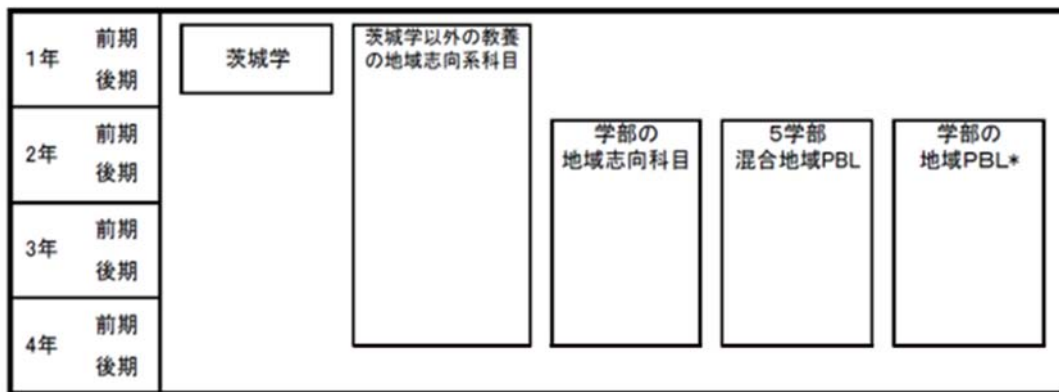 1年
前期
後期
茨城学
茨城学以外の教養
の地域志向系科目
2年
前期
後期
学部の
地域志向科目
5学部
混合地域PBL
学部の
地域PBL*
3年
前期
後期
4年
前期
後期